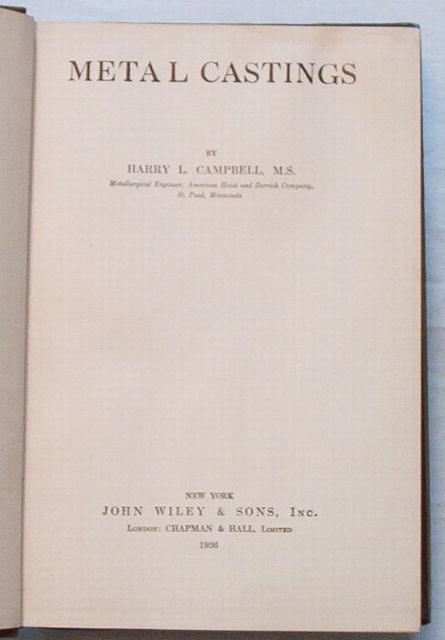 METAL CASTINGS
BY
HARRY L. CAMPBELL, M.S.
Metallurgical Engineer, American Hoist and Derrick Company,
St. Paul, Minnesota
NEW YORK
JOHN WILEY & SONS, Inc.
London: CHAPMAN & HALL, Limited
1936